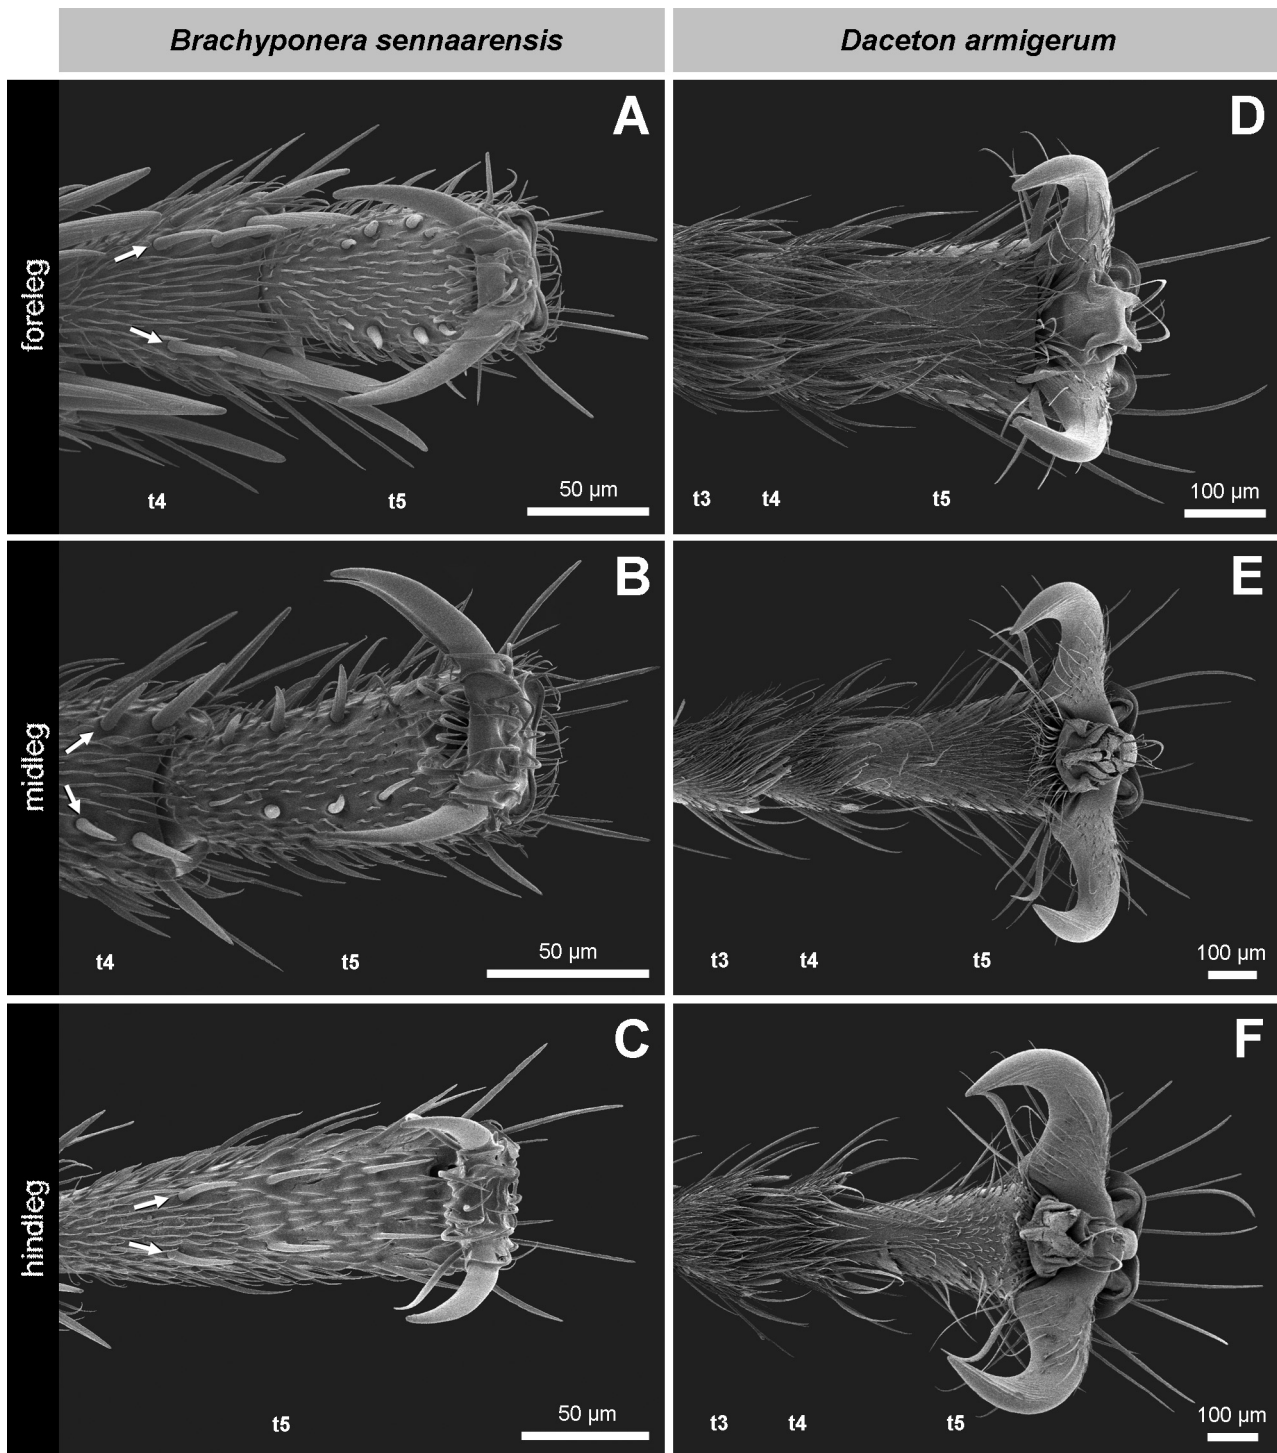 Brachyponera sennaarensis
Daceton armigerum
foreleg
A
t4
t5
50 µm
D
t3
t4
t5
100 µm
midleg
B
t4
t5
50 µm
E
t3
t4
t5
100 µm
hindleg
C
t5
50 µm
F
t3
t4
t5
100 µm